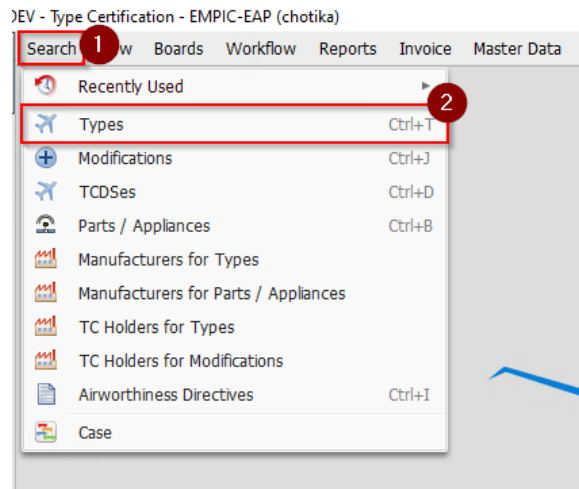 DEV - Type Certification - EMPIC-EAP (chotika)
Search 1 w Boards Workflow Reports Invoice Master Data
Recently Used
2
Types Ctrl+T
Modifications Ctrl+J
TCDSes Ctrl+D
Parts / Appliances Ctrl+B
Manufacturers for Types
Manufacturers for Parts / Appliances
TC Holders for Types
TC Holders for Modifications
Airworthiness Directives Ctrl+I
Case